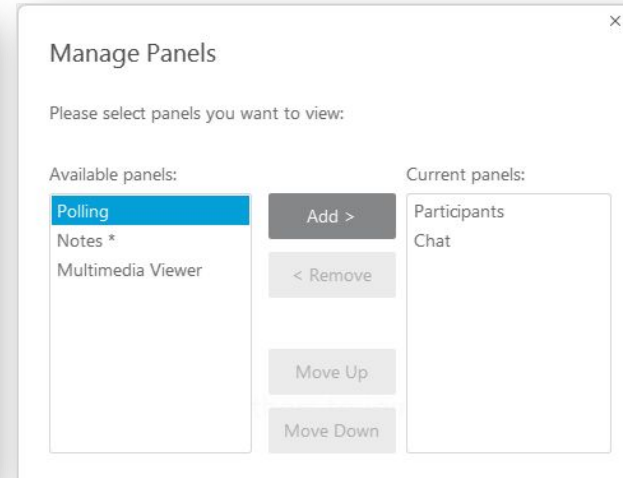 ×
Manage Panels
Please select panels you want to view:
Available panels:
Polling
Notes *
Multimedia Viewer
Add >
< Remove
Move Up
Move Down
Current panels:
Participants
Chat